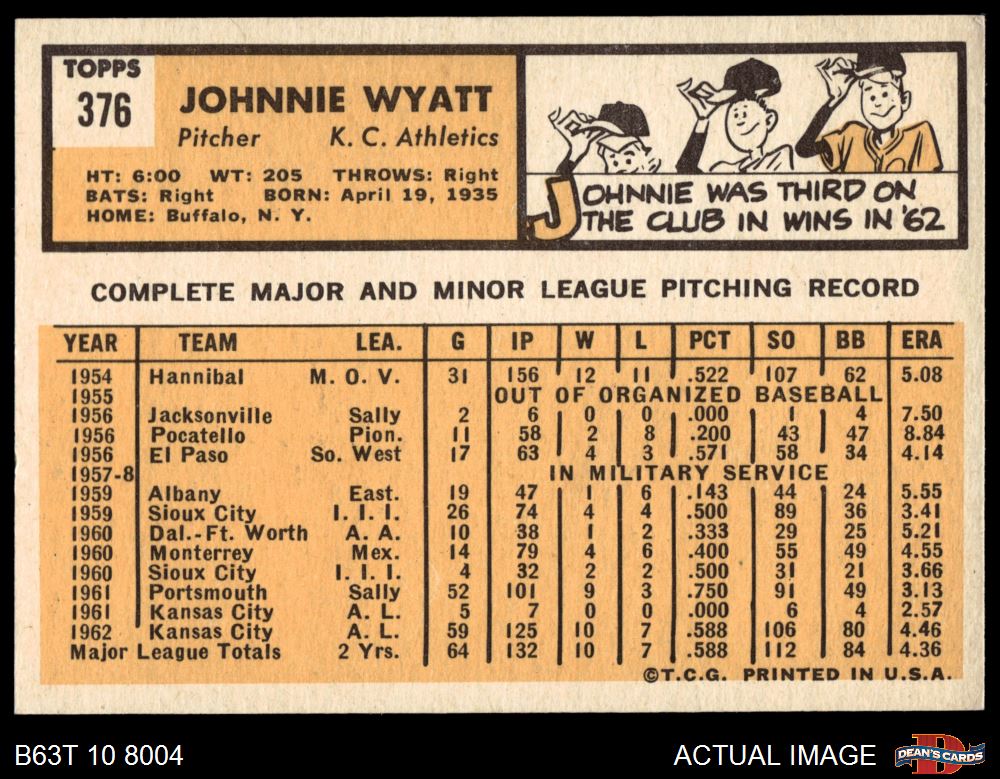 TOPPS
376
JOHNNIE WYATT
Pitcher K. C. Athletics
HT: 6:00 WT: 205 THROWS: Right
BATS: Right BORN: April 19, 1935
HOME: Buffalo, N. Y.
JOHNNIE WAS THIRD ON
THE CLUB IN WINS IN '62
COMPLETE MAJOR AND MINOR LEAGUE PITCHING RECORD
YEAR TEAM LEA. G IP W L PCT SO BB ERA
1954 Hannibal M. O. V. 31 156 12 11 .522 107 62 5.08
1955 OUT OF ORGANIZED BASEBALL
1956 Jacksonville Sally 2 6 0 0 .000 1 4 7.50
1956 Pocatello Pion. 11 58 2 8 .200 43 47 8.84
1956 El Paso So. West 17 63 4 3 .571 58 34 4.14
1957-8 IN MILITARY SERVICE
1959 Albany East. 19 47 1 6 .143 44 24 5.55
1959 Sioux City I. I. I. 26 74 4 4 .500 89 36 3.41
1960 Dal.-Ft. Worth A. A. 10 38 1 2 .333 29 25 5.21
1960 Monterrey Mex. 14 79 4 6 .400 55 49 4.55
1960 Sioux City I. I. I. 4 32 2 2 .500 31 21 3.66
1961 Portsmouth Sally 52 101 9 3 .750 91 49 3.13
1961 Kansas City A. L. 5 7 0 0 .000 6 4 2.57
1962 Kansas City A. L. 59 125 10 7 .588 106 80 4.46
Major League Totals 2 Yrs. 64 132 10 7 .588 112 84 4.36
©T.C.G. PRINTED IN U.S.A.
B63T 10 8004 ACTUAL IMAGE DEAN'S CARDS